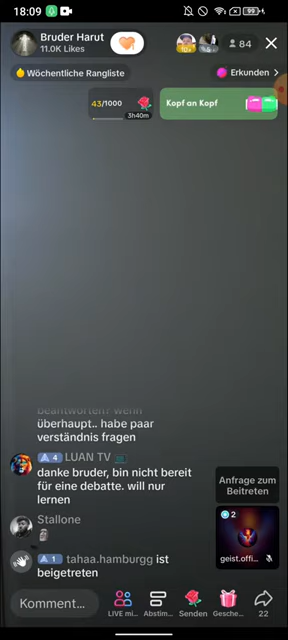 18:09
Bruder Harut
11.0K Likes
84
Wöchentliche Rangliste
Erkunden >
43/1000
3h40m
Kopf an Kopf
beantworten? wenn
überhaupt.. habe paar
verständnis fragen
4 LUAN TV
danke bruder, bin nicht bereit
für eine debatte. will nur
lernen
Stallone
1 tahaa.hamburgg ist
beigetreten
Anfrage zum
Beitreten
2
geist.offi...
Komment...
LIVE mi...
Abstim...
Senden
Gesche...
22